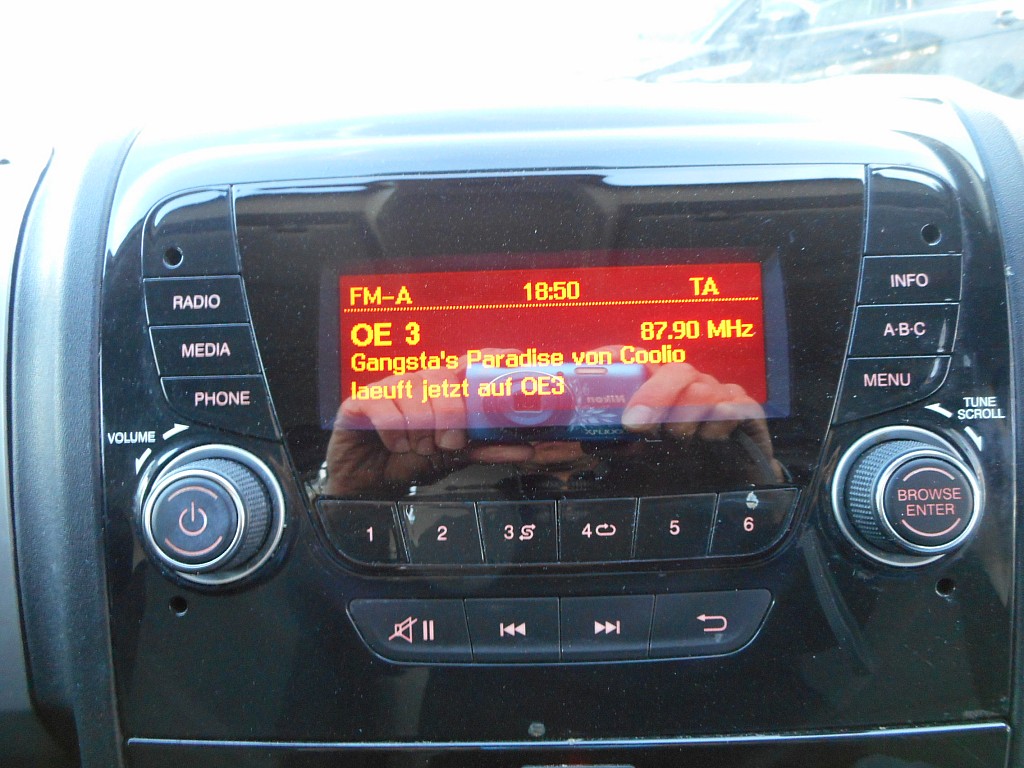 FM-A 18:50 TA
OE 3 87.90 MHz
Gangsta's Paradise von Coolio
laeuft jetzt auf OE3
RADIO
MEDIA
PHONE
VOLUME
INFO
A·B·C
MENU
TUNE
SCROLL
BROWSE
ENTER
1 2 3 4 5 6